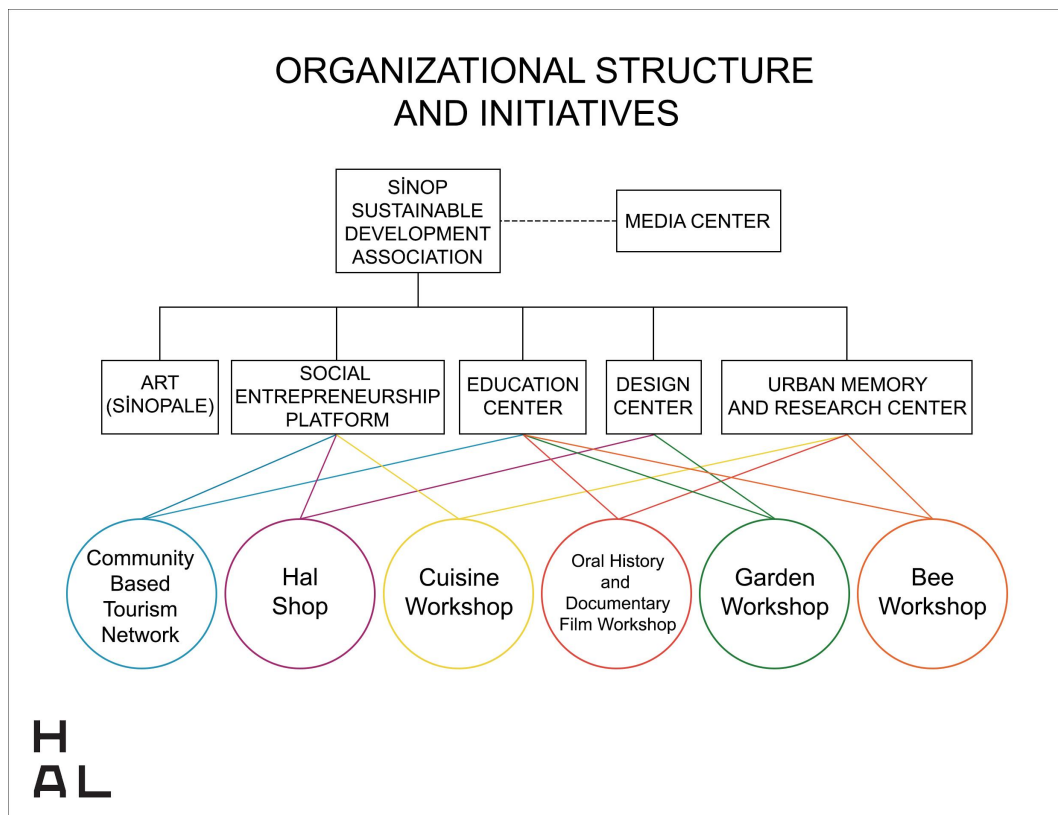 ORGANIZATIONAL STRUCTURE
AND INITIATIVES
SİNOP
SUSTAINABLE
DEVELOPMENT
ASSOCIATION
MEDIA CENTER
ART
(SİNOPALE)
SOCIAL
ENTREPRENEURSHIP
PLATFORM
EDUCATION
CENTER
DESIGN
CENTER
URBAN MEMORY
AND RESEARCH CENTER
Community
Based
Tourism
Network
Hal
Shop
Cuisine
Workshop
Oral History
and
Documentary
Film Workshop
Garden
Workshop
Bee
Workshop
H
AL